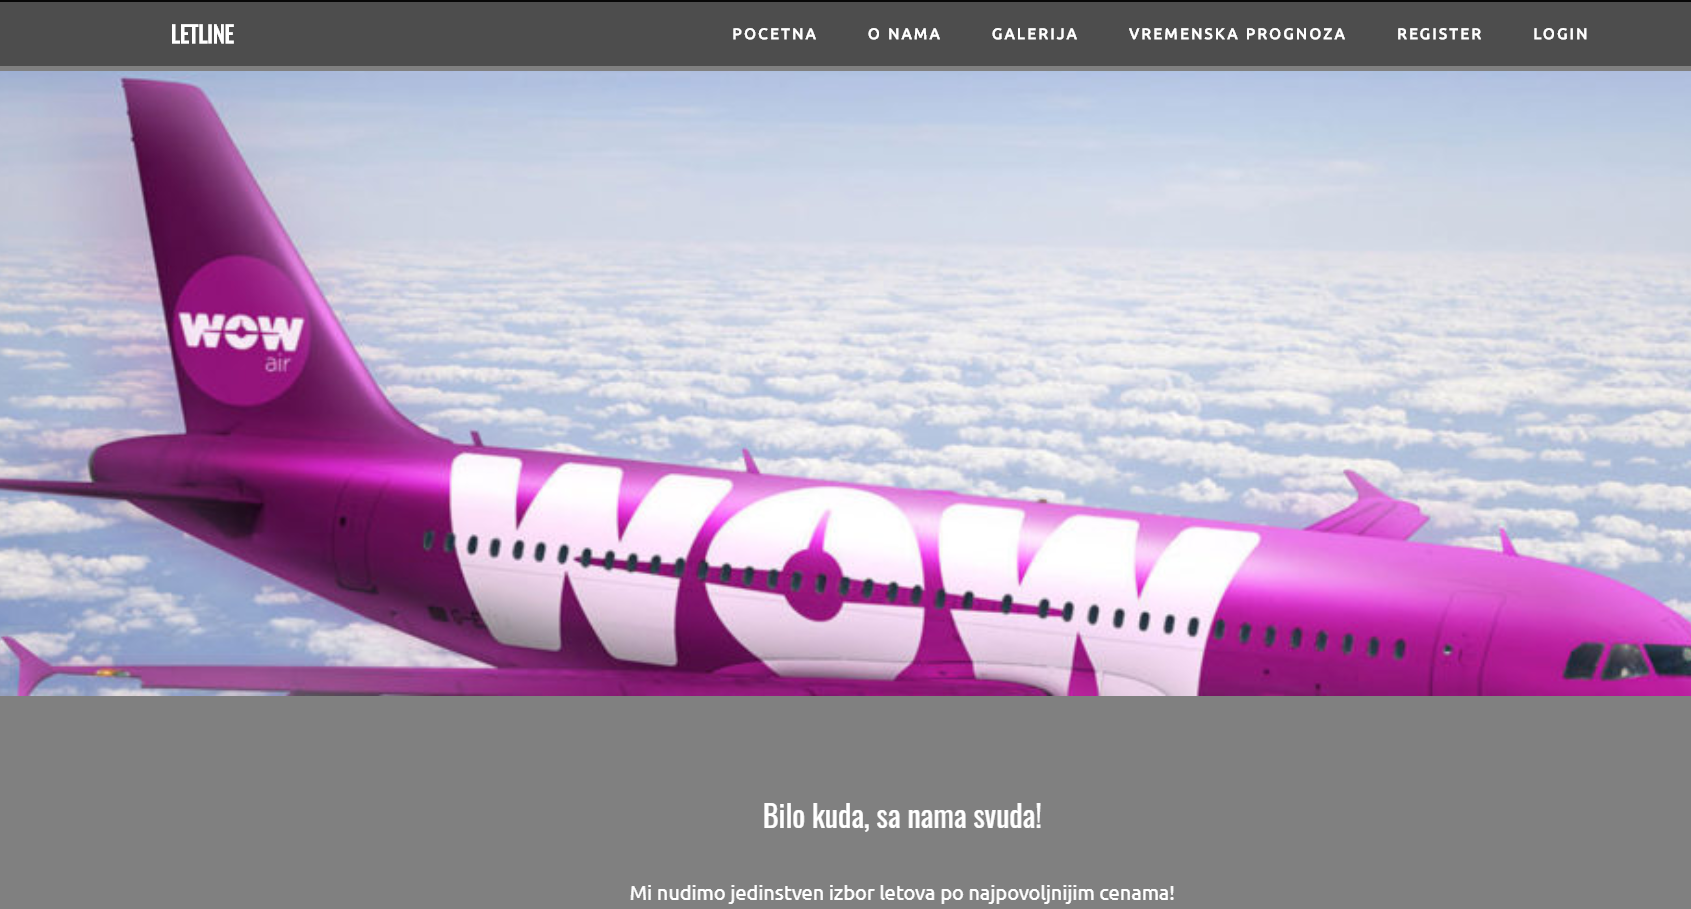 LETLINE
POCETNA
O NAMA
GALERIJA
VREMENSKA PROGNOZA
REGISTER
LOGIN
WOW
air
WOW
Bilo kuda, sa nama svuda!
Mi nudimo jedinstven izbor letova po najpovoljnijim cenama!